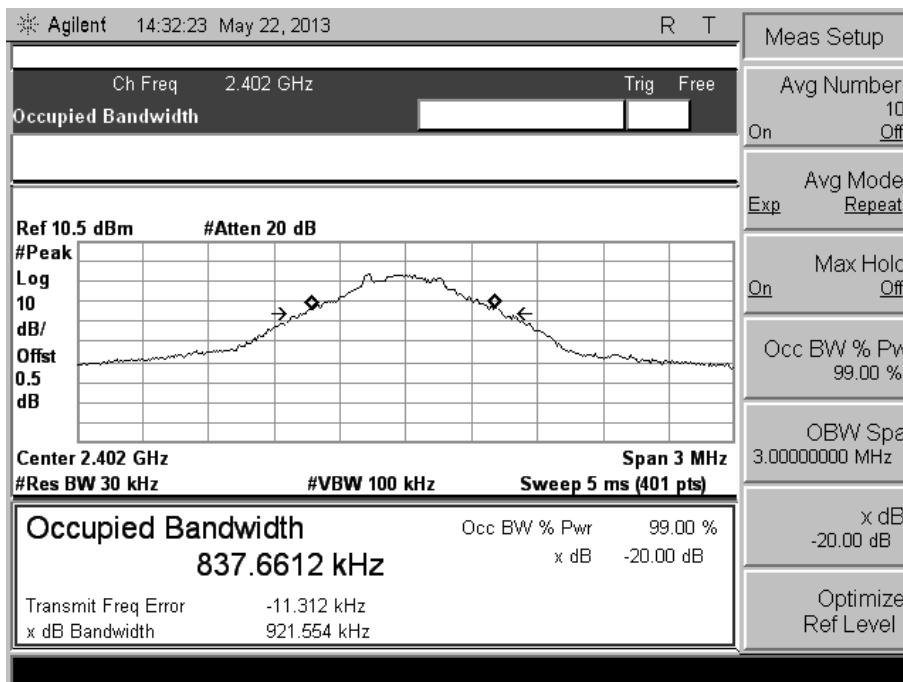 Agilent 14:32:23 May 22, 2013 R T
Ch Freq 2.402 GHz Trig Free
Occupied Bandwidth
Ref 10.5 dBm #Atten 20 dB
#Peak
Log
10
dB/
Offst
0.5
dB
Center 2.402 GHz Span 3 MHz
#Res BW 30 kHz #VBW 100 kHz Sweep 5 ms (401 pts)
Occupied Bandwidth
837.6612 kHz
Occ BW % Pwr 99.00 %
x dB -20.00 dB
Transmit Freq Error -11.312 kHz
x dB Bandwidth 921.554 kHz
Meas Setup
Avg Number
10
On Off
Avg Mode
Exp Repeat
Max Hold
On Off
Occ BW % Pw
99.00 %
OBW Spa
3.00000000 MHz
x dB
-20.00 dB
Optimize
Ref Level